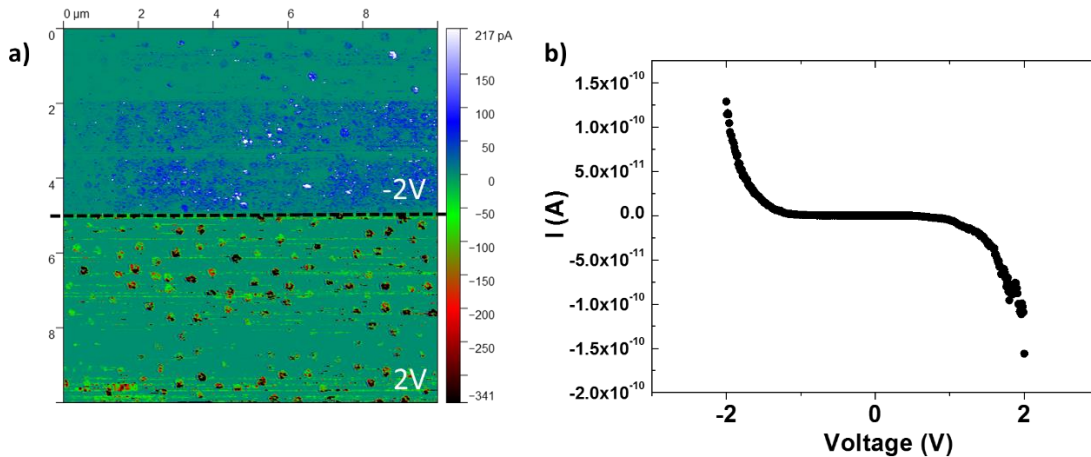 a)
0 µm 2 4 6 8
0
2
4
6
8
-2V
2V
217 pA
150
100
50
0
−50
−100
−150
−200
−250
−341
b)
1.5x10⁻¹⁰
1.0x10⁻¹⁰
5.0x10⁻¹¹
0.0
-5.0x10⁻¹¹
-1.0x10⁻¹⁰
-1.5x10⁻¹⁰
-2.0x10⁻¹⁰
I (A)
-2 0 2
Voltage (V)